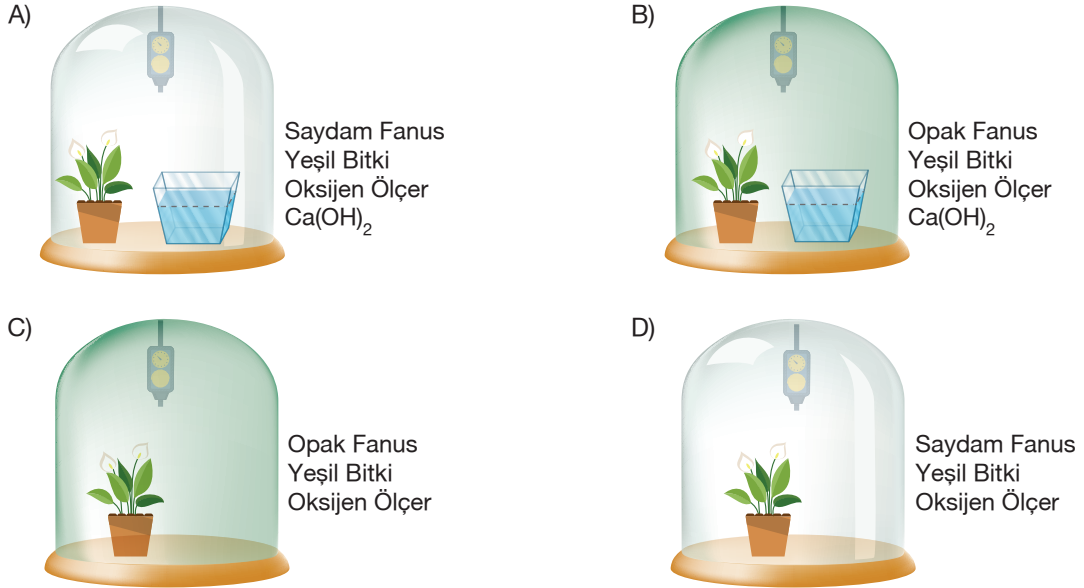 A)
Saydam Fanus
Yeşil Bitki
Oksijen Ölçer
Ca(OH)₂
B)
Opak Fanus
Yeşil Bitki
Oksijen Ölçer
Ca(OH)₂
C)
Opak Fanus
Yeşil Bitki
Oksijen Ölçer
D)
Saydam Fanus
Yeşil Bitki
Oksijen Ölçer